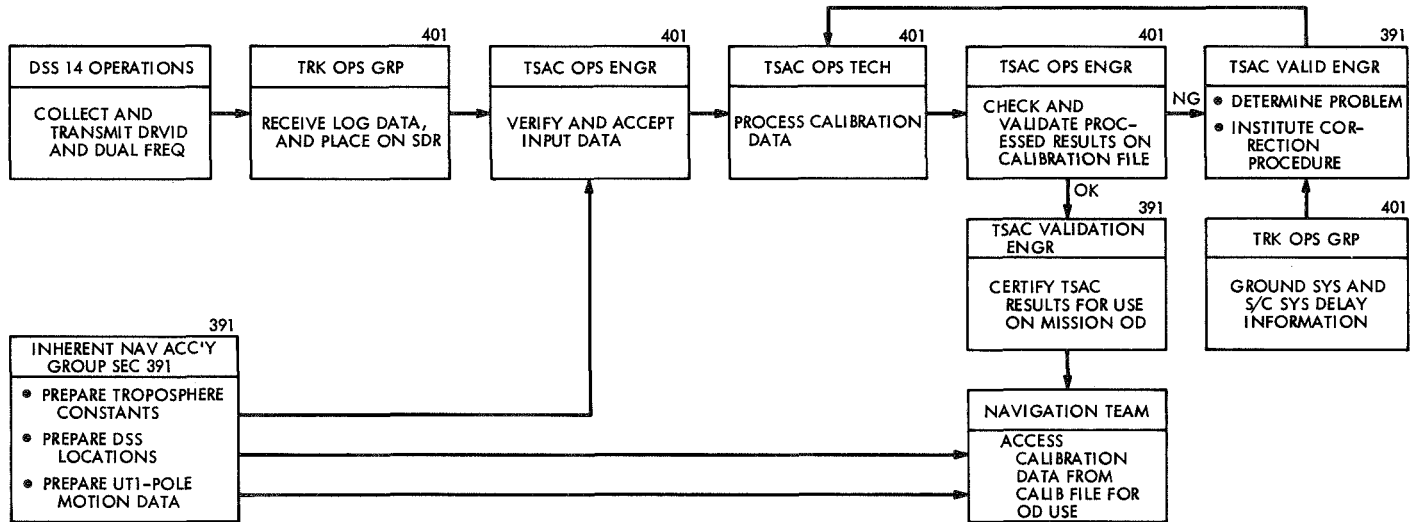 401
401
401
401
391
DSS 14 OPERATIONS
COLLECT AND
TRANSMIT DRVID
AND DUAL FREQ
TRK OPS GRP
RECEIVE LOG DATA,
AND PLACE ON SDR
TSAC OPS ENGR
VERIFY AND ACCEPT
INPUT DATA
TSAC OPS TECH
PROCESS CALIBRATION
DATA
TSAC OPS ENGR
CHECK AND
VALIDATE PROC-
ESSED RESULTS ON
CALIBRATION FILE
NG
TSAC VALID ENGR
• DETERMINE PROBLEM
• INSTITUTE COR-
RECTION
PROCEDURE
OK
391
TSAC VALIDATION
ENGR
CERTIFY TSAC
RESULTS FOR USE
ON MISSION OD
401
TRK OPS GRP
GROUND SYS AND
S/C SYS DELAY
INFORMATION
391
INHERENT NAV ACC'Y
GROUP SEC 391
• PREPARE TROPOSPHERE
CONSTANTS
• PREPARE DSS
LOCATIONS
• PREPARE UT1-POLE
MOTION DATA
NAVIGATION TEAM
ACCESS
CALIBRATION
DATA FROM
CALIB FILE FOR
OD USE